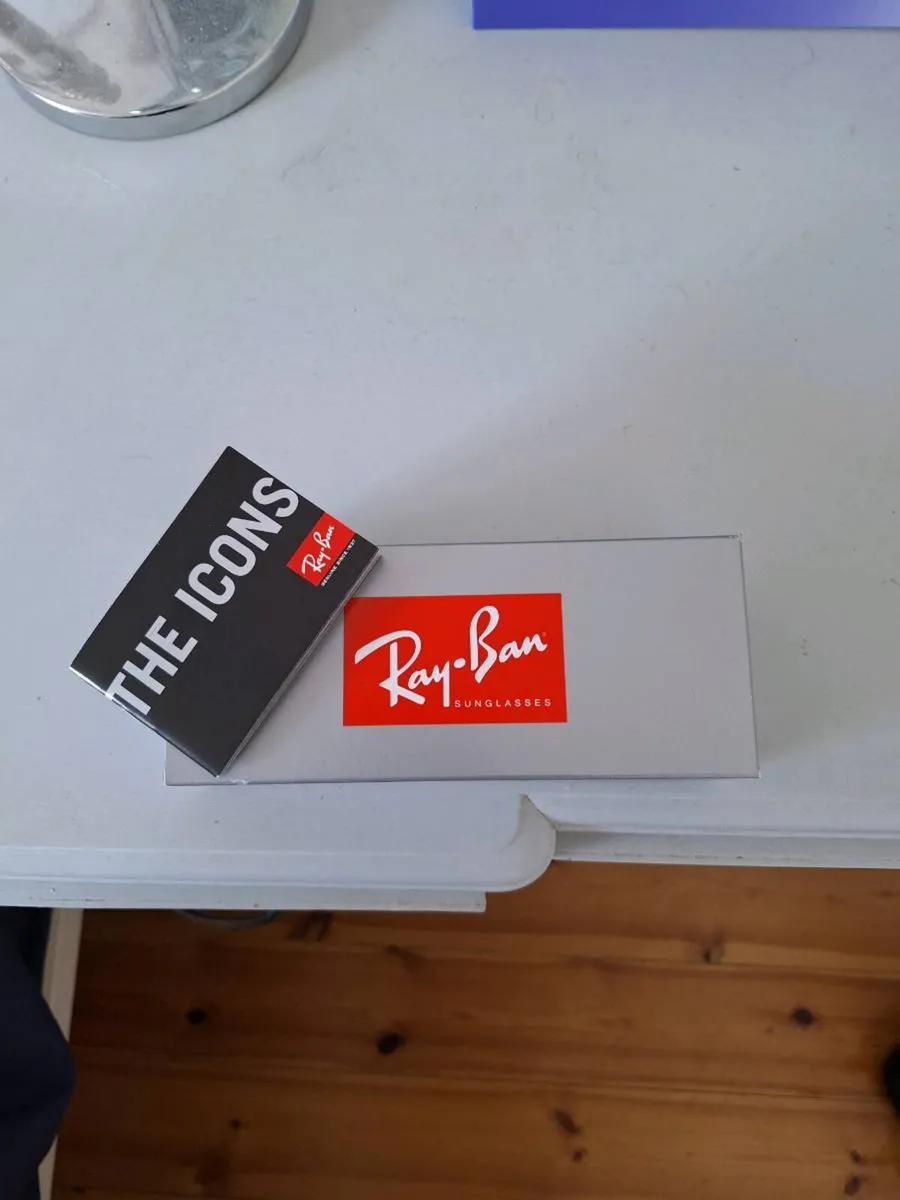 THE ICONS
Ray-Ban
GENUINE SINCE 1937
Ray-Ban
SUNGLASSES